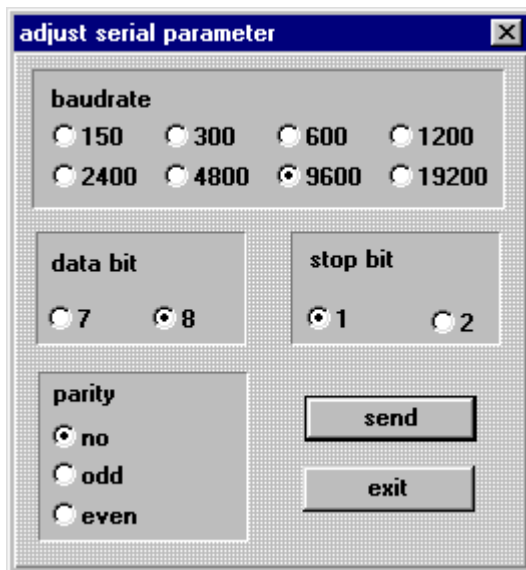 adjust serial parameter
baudrate
150 300 600 1200
2400 4800 9600 19200
data bit
7 8
stop bit
1 2
parity
no
odd
even
send
exit